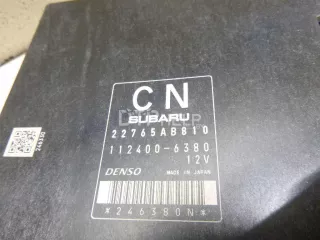 CN
SUBARU
22765AB810
112400-6380
12V
DENSO MADE IN JAPAN
*246380N*